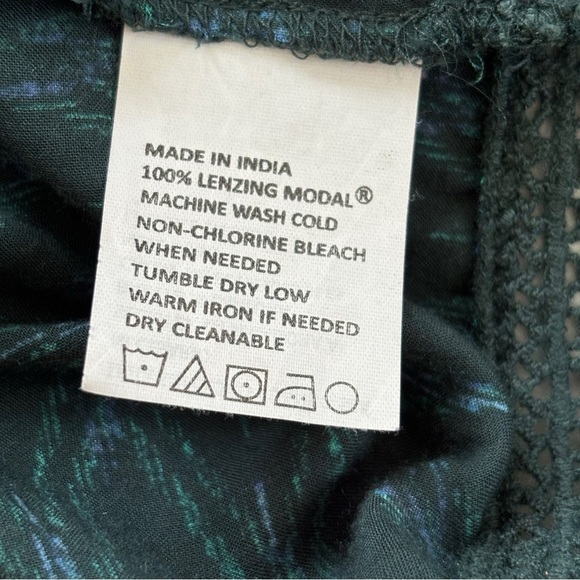 MADE IN INDIA
100% LENZING MODAL®
MACHINE WASH COLD
NON-CHLORINE BLEACH
WHEN NEEDED
TUMBLE DRY LOW
WARM IRON IF NEEDED
DRY CLEANABLE